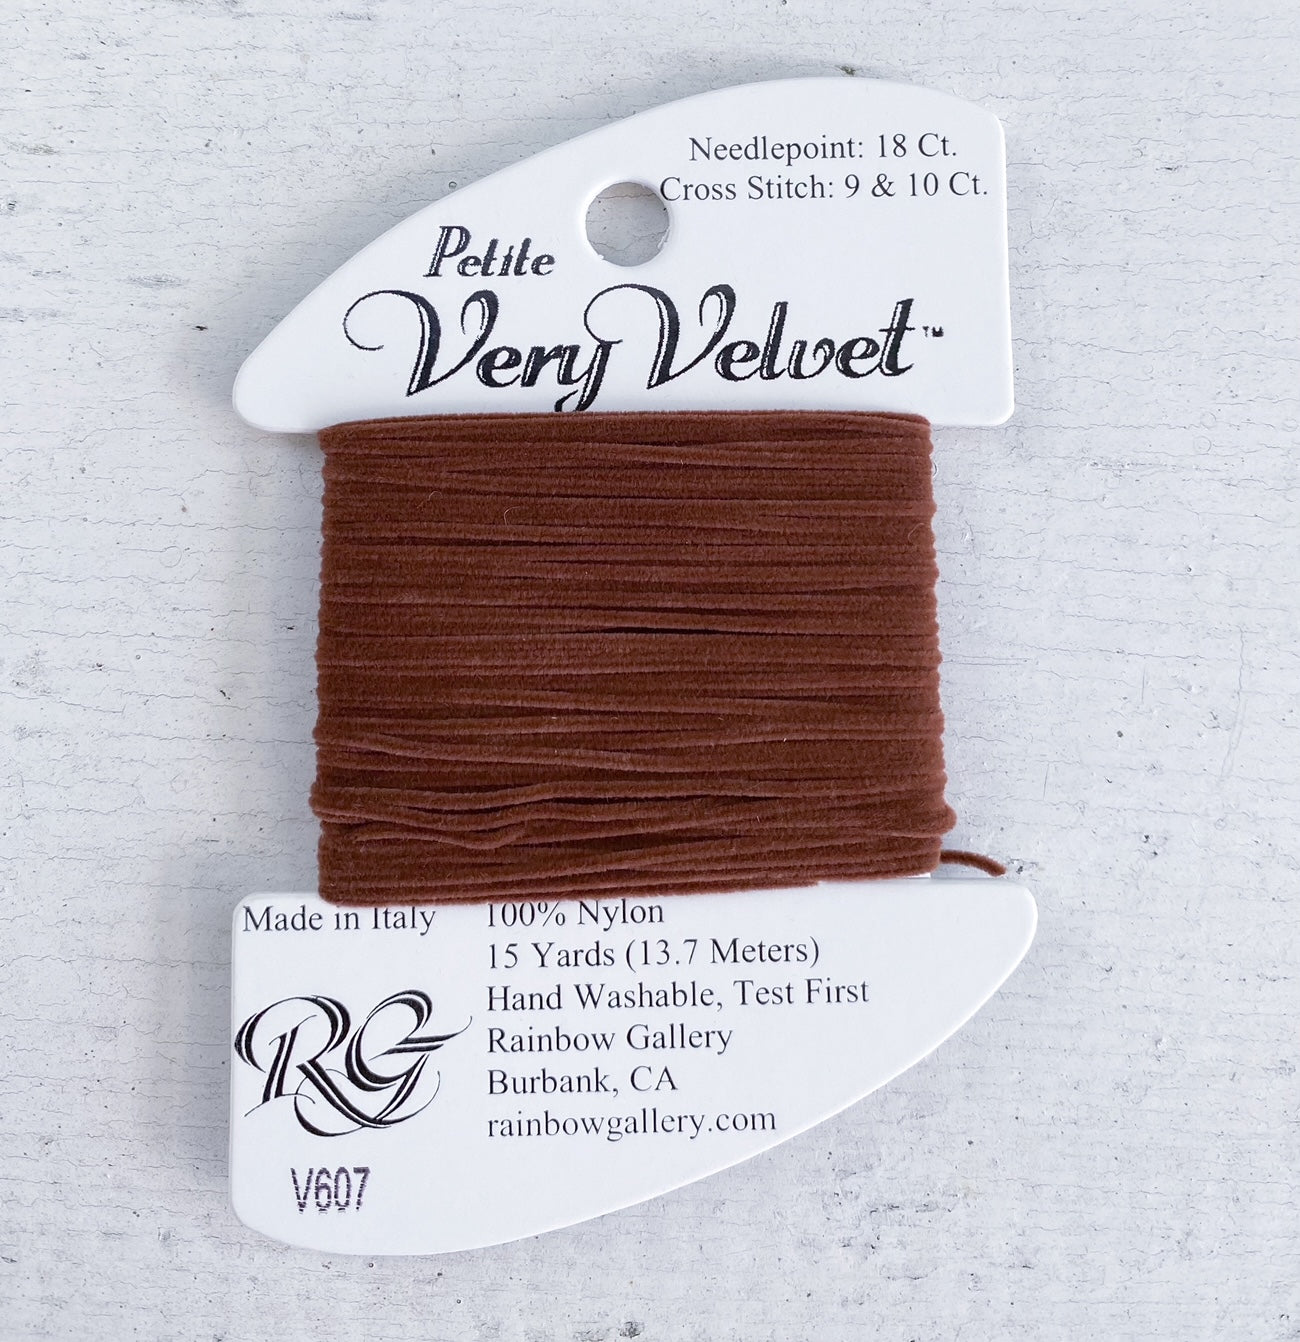 Needlepoint: 18 Ct.
Cross Stitch: 9 & 10 Ct.
Petite
Very Velvet™
Made in Italy
100% Nylon
15 Yards (13.7 Meters)
Hand Washable, Test First
Rainbow Gallery
Burbank, CA
rainbowgallery.com
RG
V607